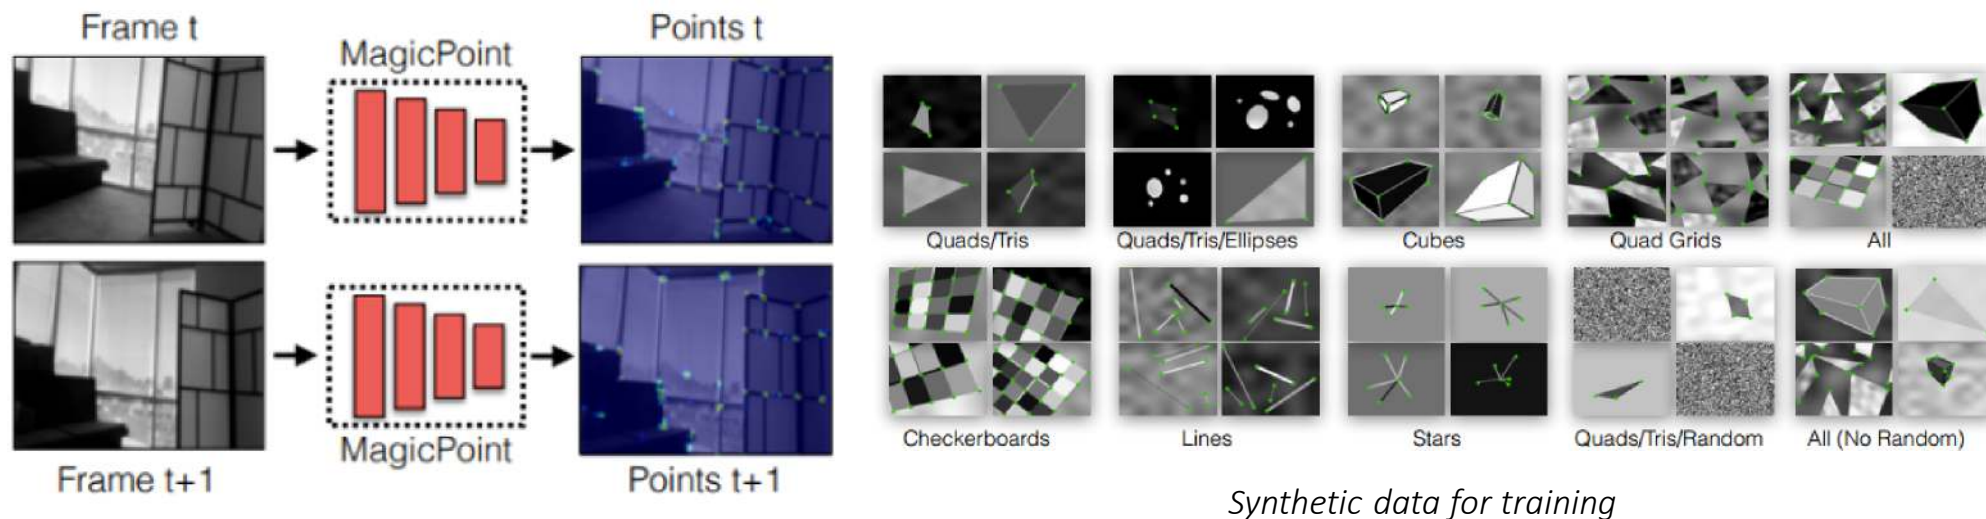 Frame t
MagicPoint
Points t
MagicPoint
Frame t+1
Points t+1
Quads/Tris
Quads/Tris/Ellipses
Cubes
Quad Grids
All
Checkerboards
Lines
Stars
Quads/Tris/Random
All (No Random)
Synthetic data for training